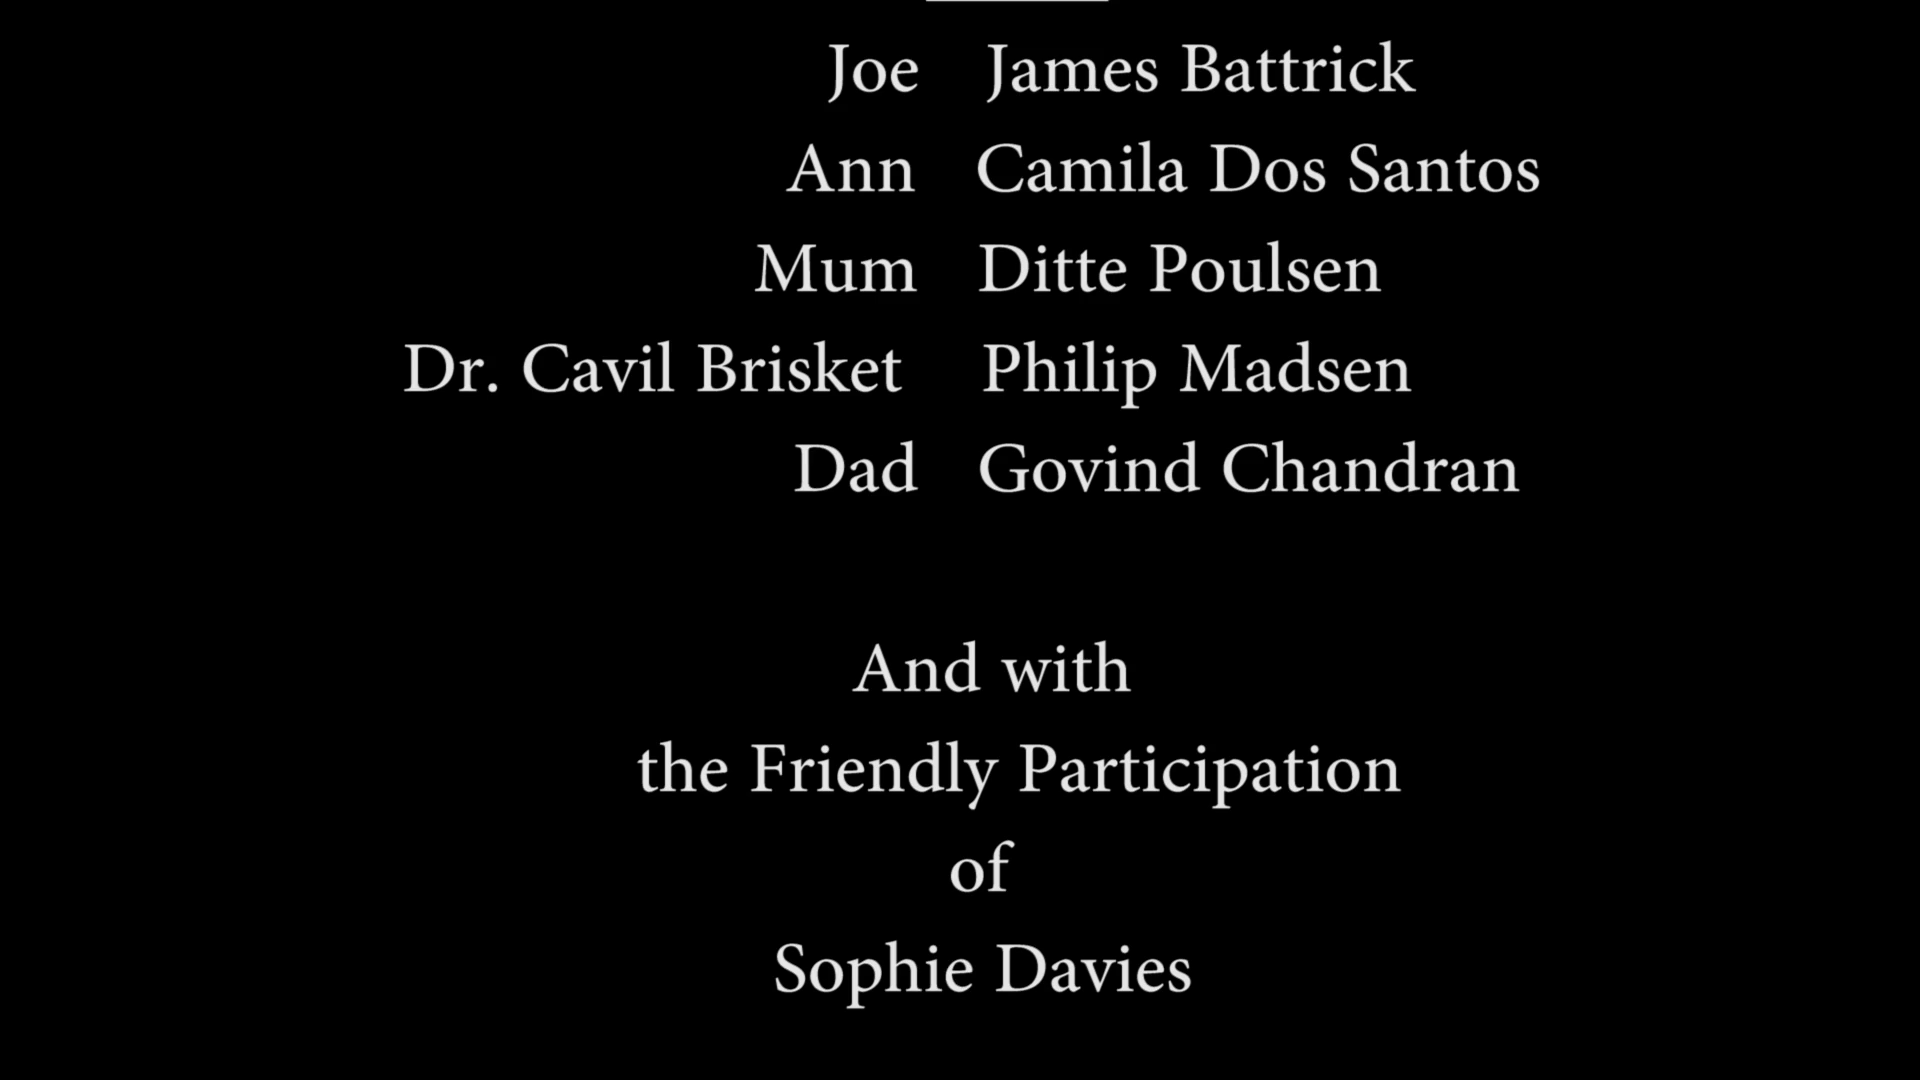 Joe James Battrick
Ann Camila Dos Santos
Mum Ditte Poulsen
Dr. Cavil Brisket Philip Madsen
Dad Govind Chandran
And with
the Friendly Participation
of
Sophie Davies